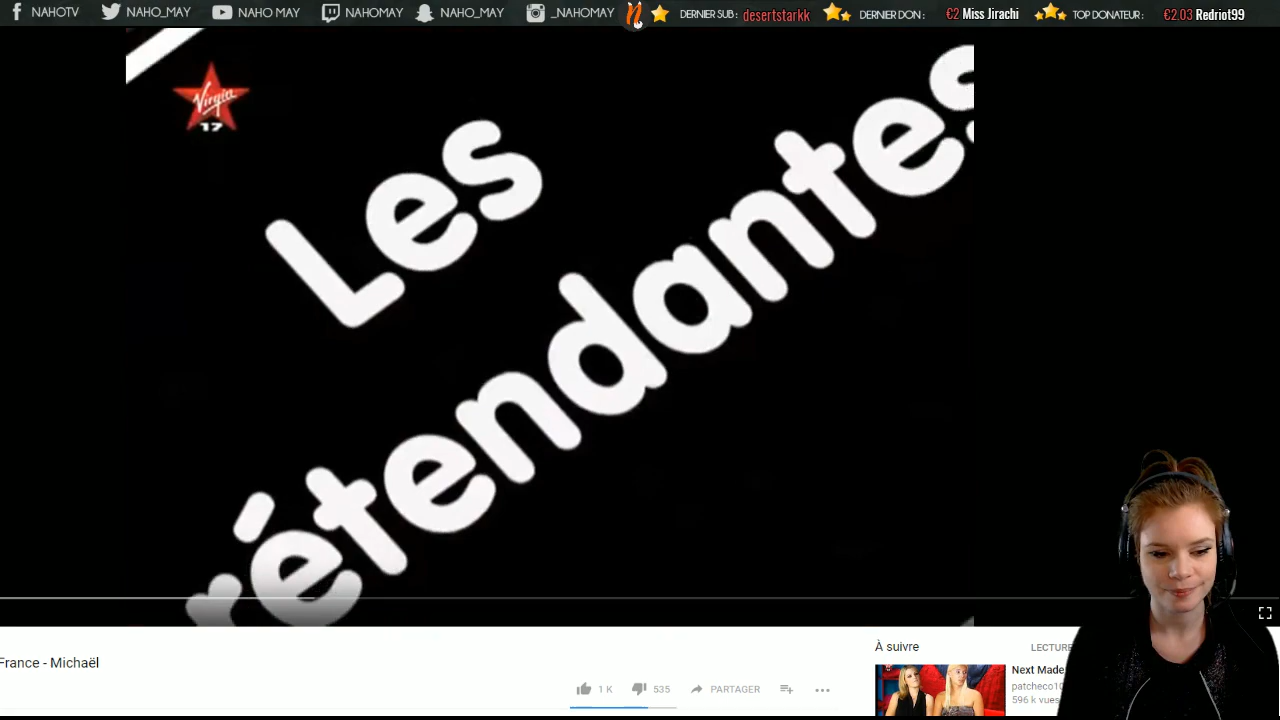 NAHOTV NAHO_MAY NAHO MAY NAHOMAY NAHO_MAY _NAHOMAY DERNIER SUB : desertstarkk DERNIER DON : €2 Miss Jirachi TOP DONATEUR : €2.03 Redriot99
Virgin
17
Les
rétendantes
France - Michaël
1 K 535 PARTAGER
À suivre
LECTURE
Next Made
patcheco10
596 k vues